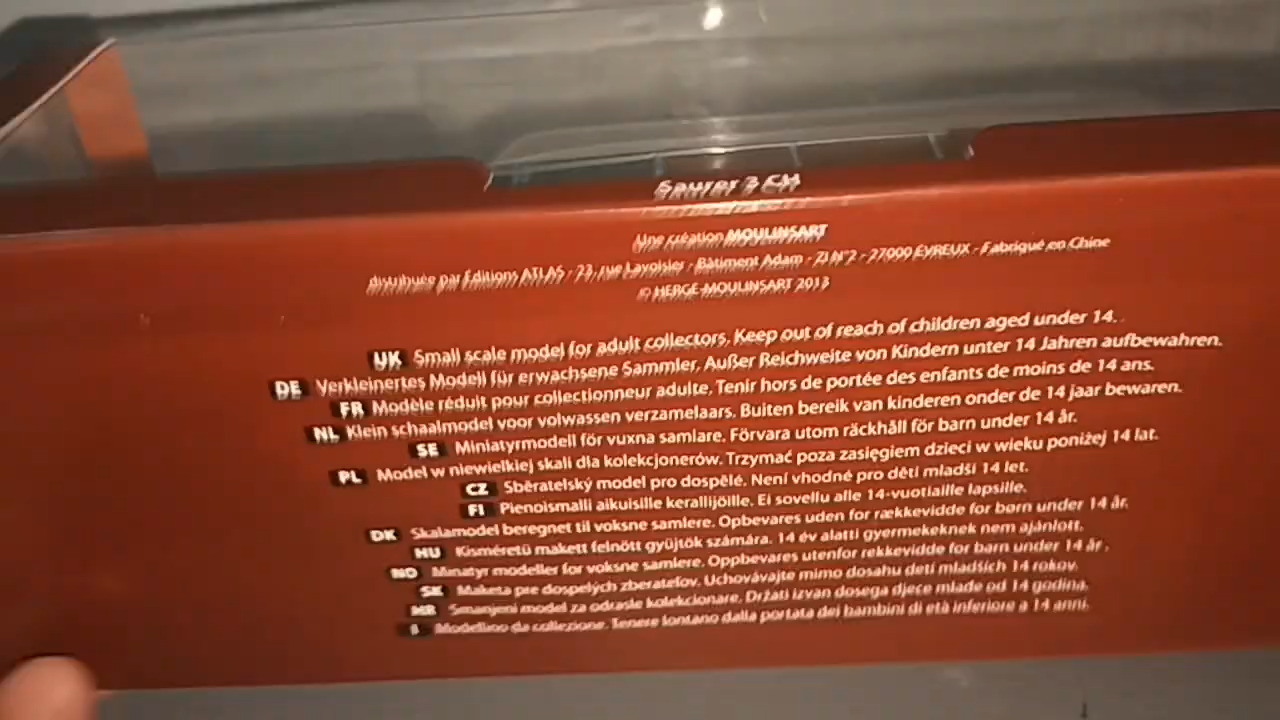 Saurer 3 CH
Une création MOULINSART
distribuée par Éditions ATLAS - 23, rue Lavoisier - Bâtiment Adam - ZI N°2 - 27000 ÉVREUX - Fabriqué en Chine
© HERGÉ-MOULINSART 2013
UK Small scale model for adult collectors. Keep out of reach of children aged under 14.
DE Verkleinertes Modell für erwachsene Sammler. Außer Reichweite von Kindern unter 14 Jahren aufbewahren.
FR Modèle réduit pour collectionneur adulte. Tenir hors de portée des enfants de moins de 14 ans.
NL Klein schaalmodel voor volwassen verzamelaars. Buiten bereik van kinderen onder de 14 jaar bewaren.
SE Miniatyrmodell för vuxna samlare. Förvara utom räckhåll för barn under 14 år.
PL Model w niewielkiej skali dla kolekcjonerów. Trzymać poza zasięgiem dzieci w wieku poniżej 14 lat.
CZ Sběratelský model pro dospělé. Není vhodné pro děti mladší 14 let.
FI Pienoismalli aikuisille keräilijöille. Ei sovellu alle 14-vuotiaille lapsille.
DK Skalamodel beregnet til voksne samlere. Opbevares uden for rækkevidde for børn under 14 år.
HU Kisméretű makett felnőtt gyűjtők számára. 14 év alatti gyermekeknek nem ajánlott.
NO Minatyr modeller for voksne samlere. Oppbevares utenfor rekkevidde for barn under 14 år.
SK Maketa pre dospelých zberateľov. Uchovávajte mimo dosahu detí mladších 14 rokov.
HR Smanjeni model za odrasle kolekcionare. Držati izvan dosega djece mlađe od 14 godina.
I Modellino da collezione. Tenere lontano dalla portata dei bambini di età inferiore a 14 anni.